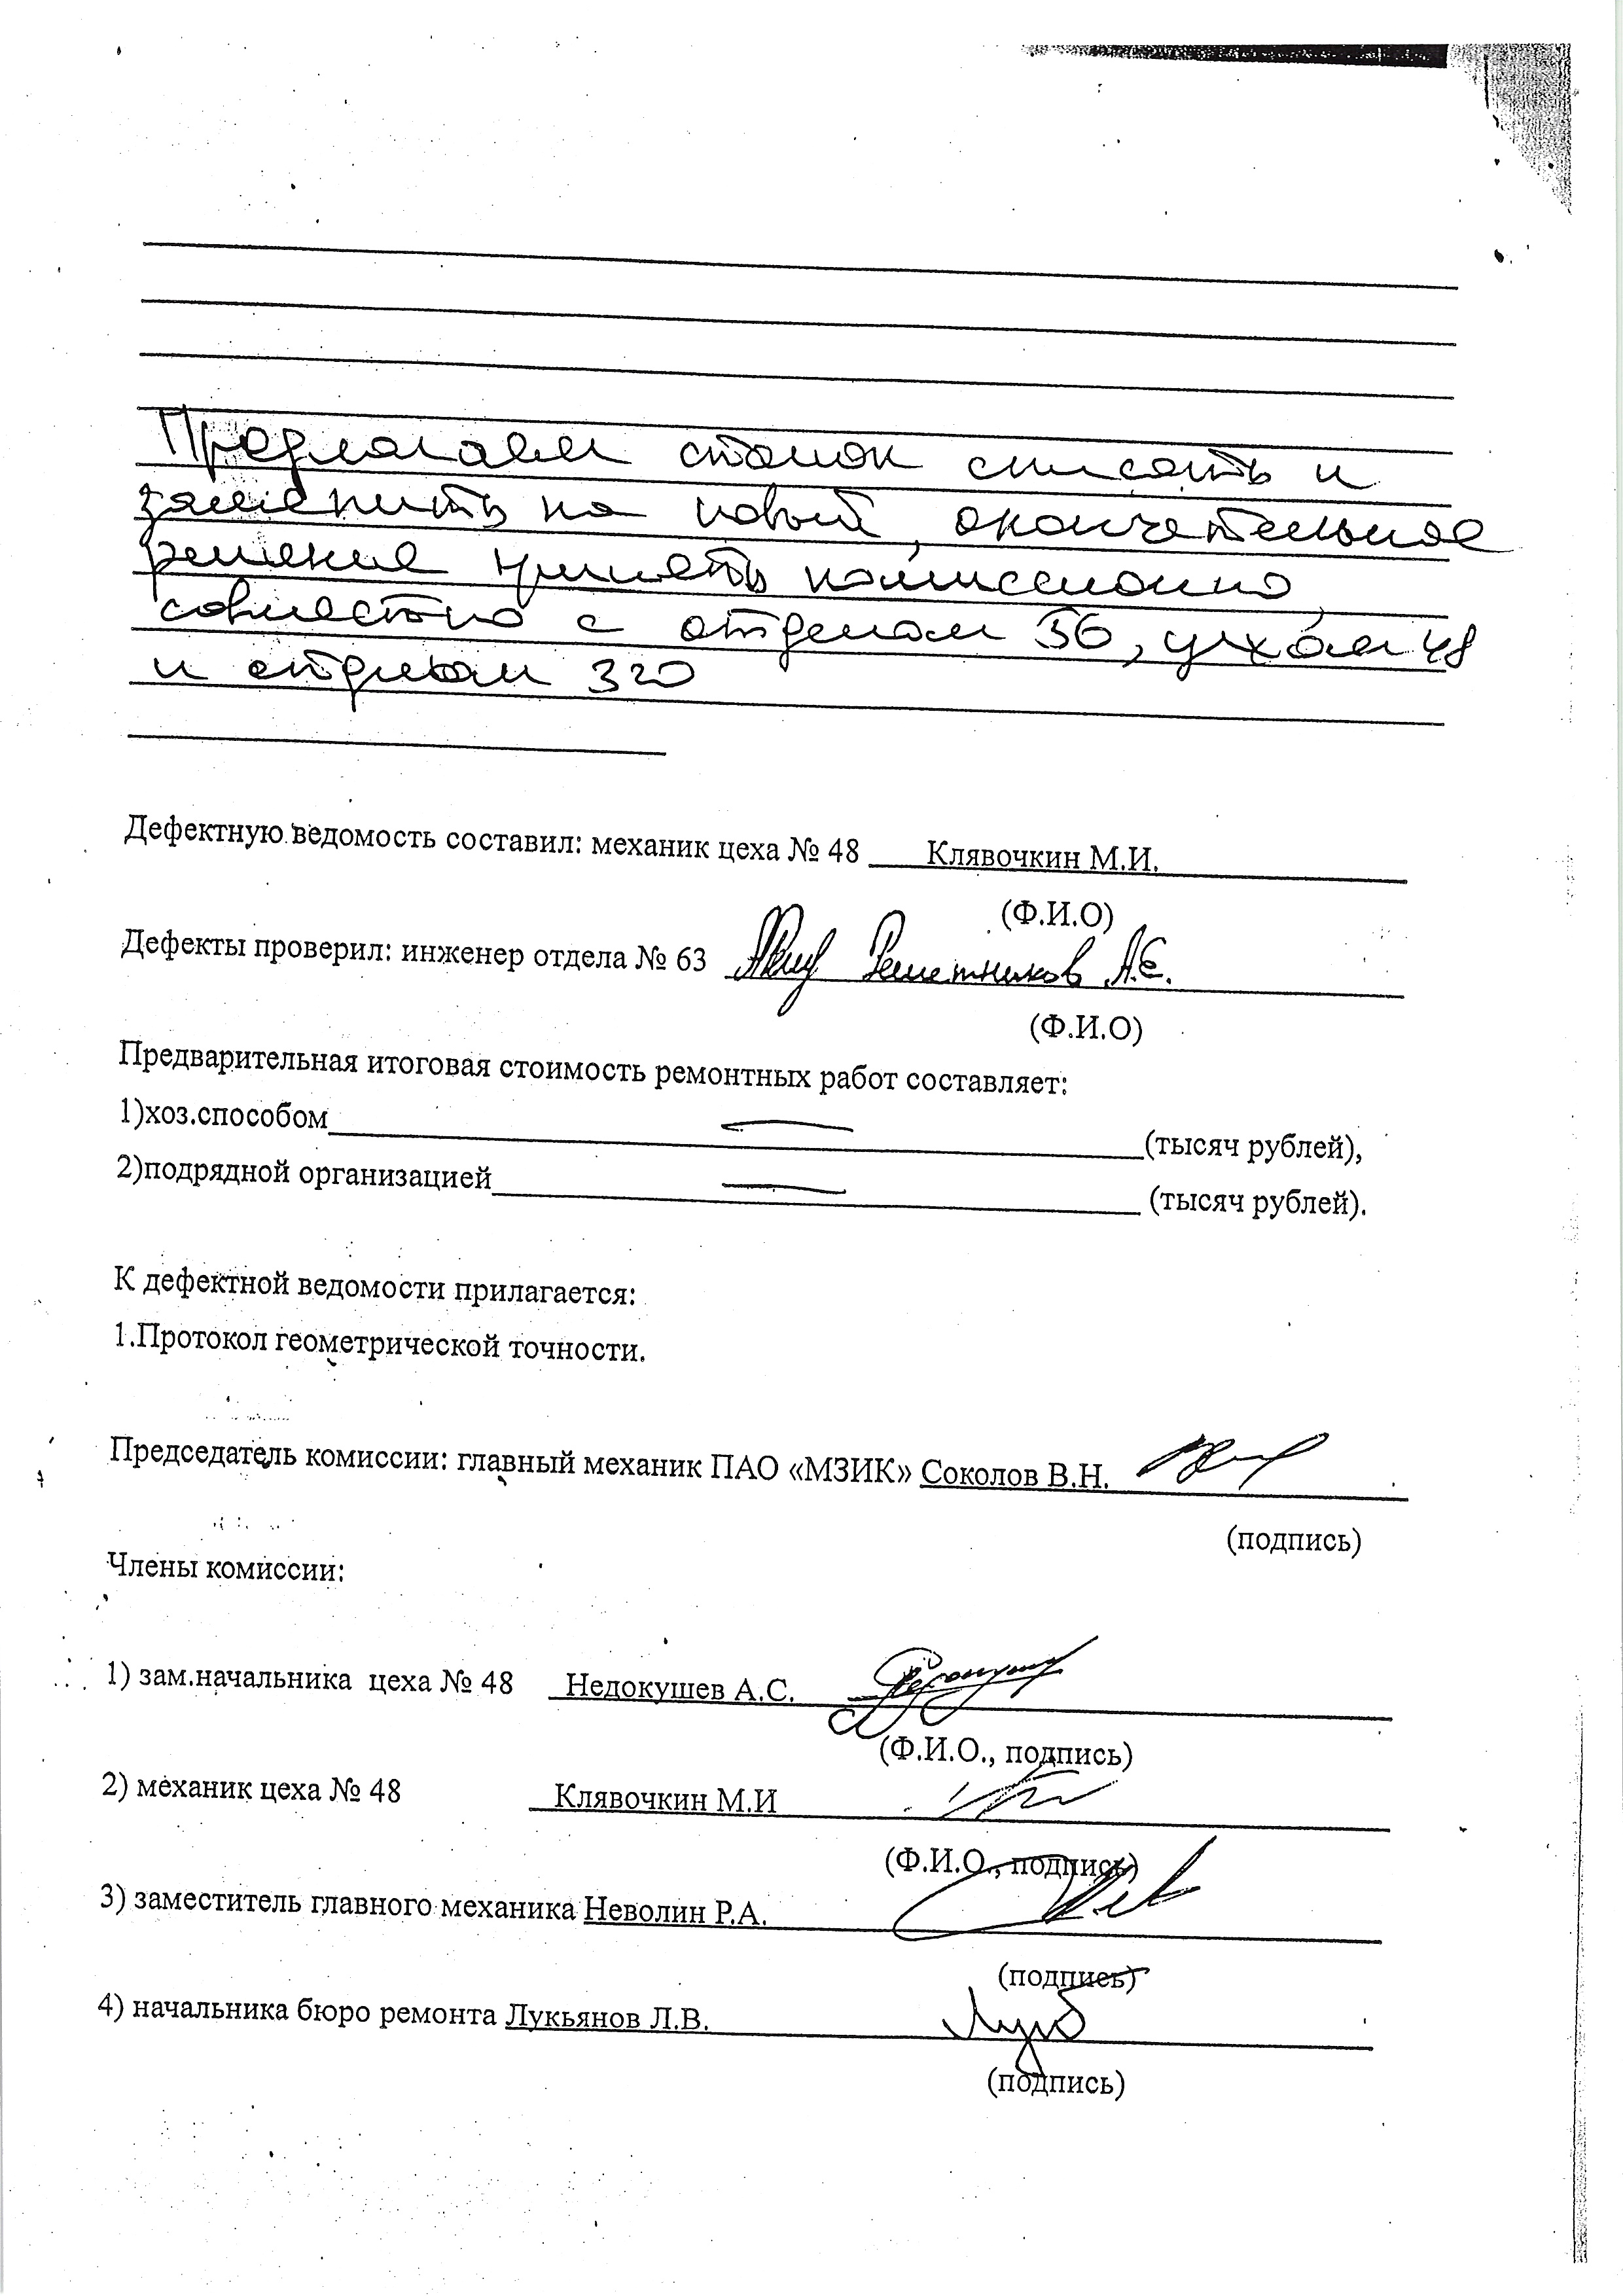 Предлагаем станок списать и
заменить на новый, окончательное
решение принять комиссионно,
совместно с отделом 56, цехом 48
и отделом 320
Дефектную ведомость составил: механик цеха № 48 Клявочкин М.И.
(Ф.И.О)
Дефекты проверил: инженер отдела № 63 Решетников А.Е.
(Ф.И.О)
Предварительная итоговая стоимость ремонтных работ составляет:
1)хоз.способом — (тысяч рублей),
2)подрядной организацией — (тысяч рублей).
К дефектной ведомости прилагается:
1.Протокол геометрической точности.
Председатель комиссии: главный механик ПАО «МЗИК» Соколов В.Н.
(подпись)
Члены комиссии:
1) зам.начальника цеха № 48 Недокушев А.С.
(Ф.И.О., подпись)
2) механик цеха № 48 Клявочкин М.И
(Ф.И.О., подпись)
3) заместитель главного механика Неволин Р.А.
(подпись)
4) начальника бюро ремонта Лукьянов Л.В.
(подпись)